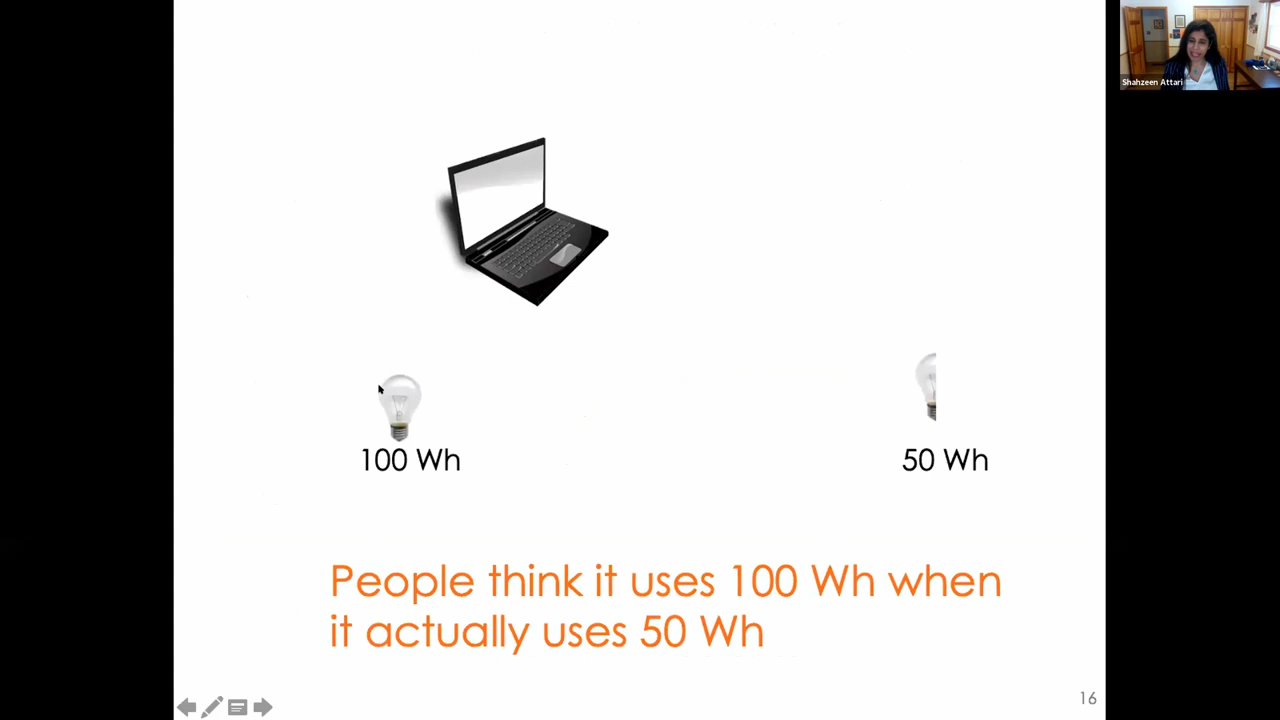 Shahzeen Attari
100 Wh
50 Wh
People think it uses 100 Wh when
it actually uses 50 Wh
16